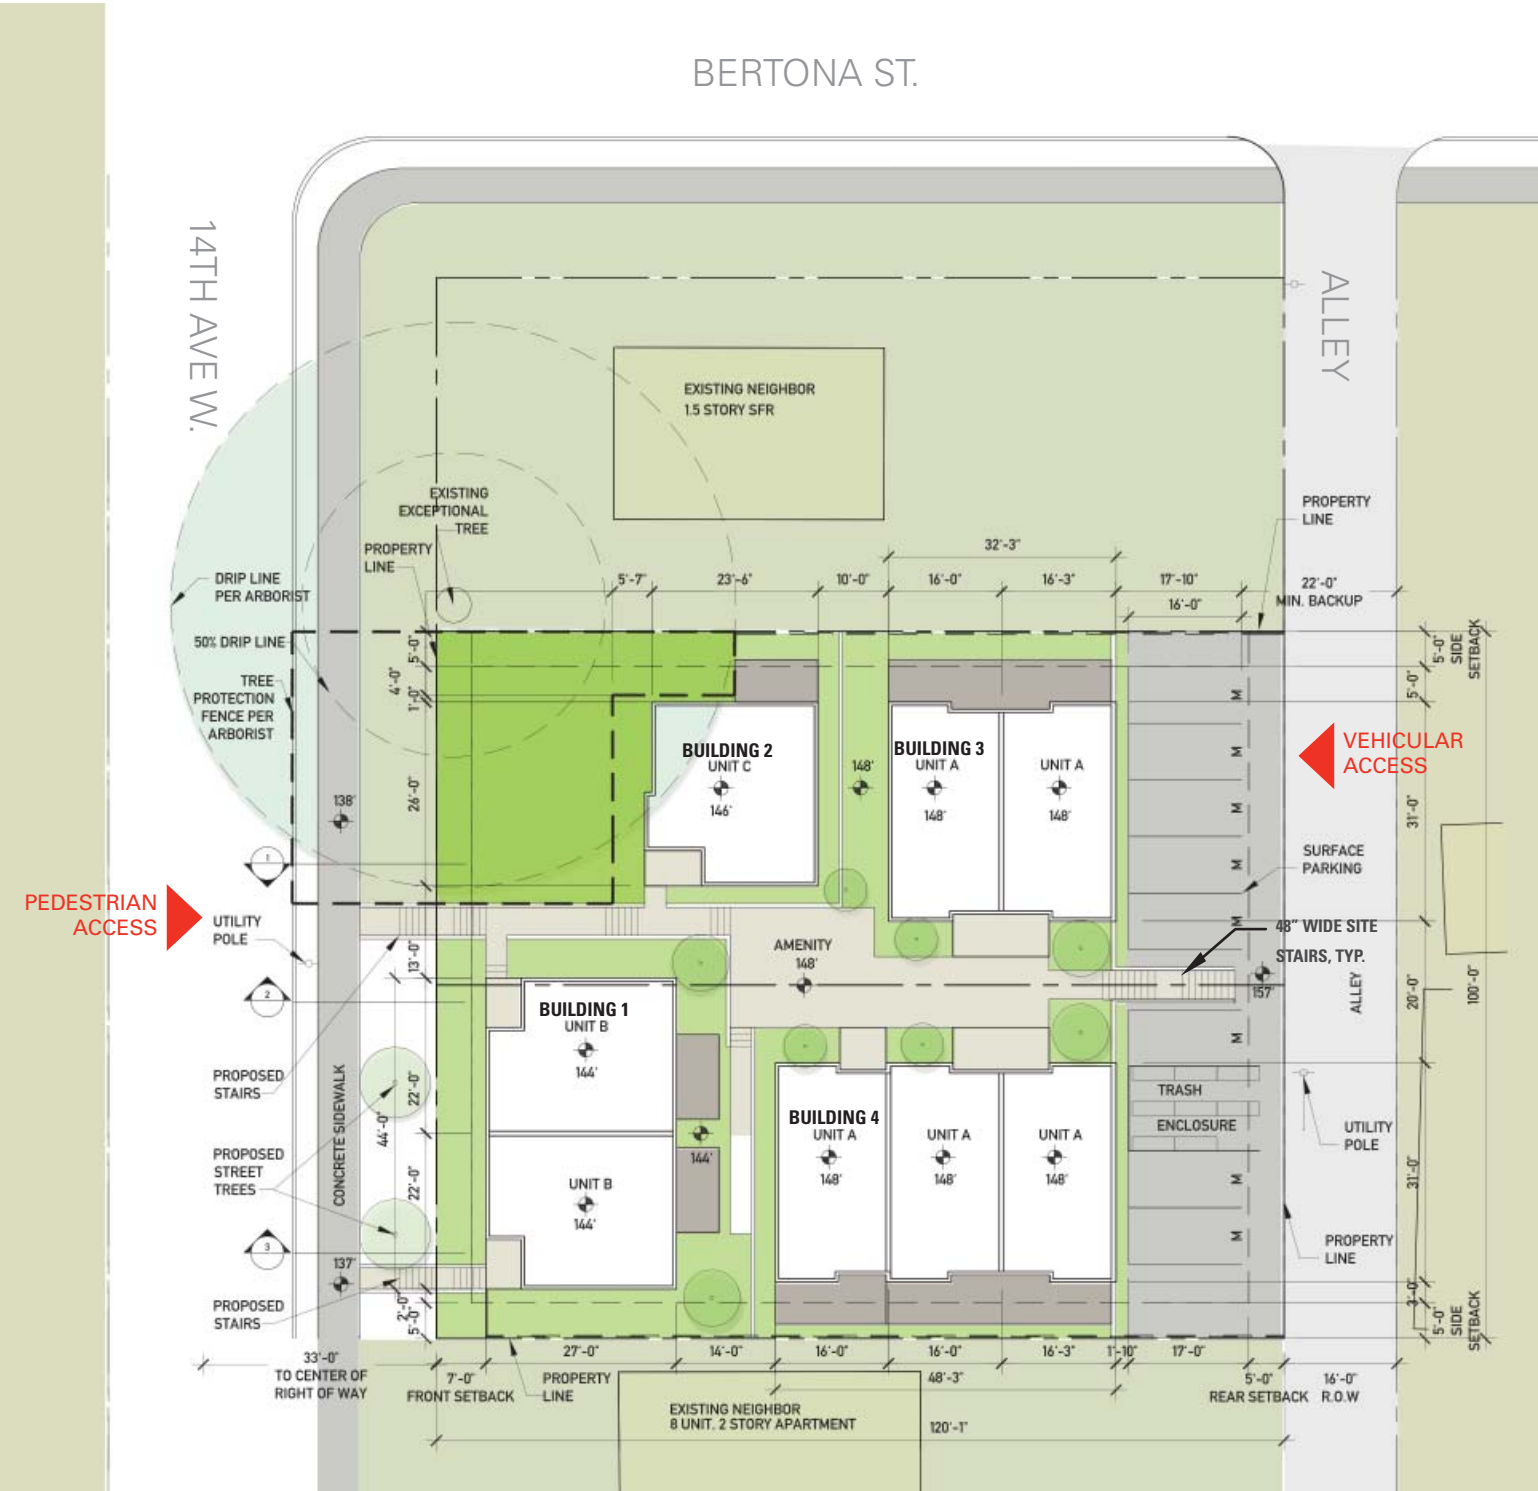 BERTONA ST.
14TH AVE W.
ALLEY
EXISTING NEIGHBOR
1.5 STORY SFR
EXISTING
EXCEPTIONAL
TREE
PROPERTY
LINE
PROPERTY
LINE
DRIP LINE
PER ARBORIST
50% DRIP LINE
TREE
PROTECTION
FENCE PER
ARBORIST
32'-3"
5'-7"
23'-6"
10'-0"
16'-0"
16'-3"
17'-10"
16'-0"
22'-0"
MIN. BACKUP
5'-0"
4'-0"
1'-0"
26'-0"
13'-0"
22'-0"
44'-0"
22'-0"
2'-0"
5'-0"
5'-0"
SIDE
SETBACK
5'-0"
31'-0"
20'-0"
100'-0"
31'-0"
3'-0"
5'-0"
SIDE
SETBACK
BUILDING 2
UNIT C
146'
148'
BUILDING 3
UNIT A
148'
UNIT A
148'
M
M
M
M
M
M
M
M
VEHICULAR
ACCESS
138'
1
PEDESTRIAN
ACCESS
UTILITY
POLE
SURFACE
PARKING
48" WIDE SITE
STAIRS, TYP.
AMENITY
148'
157'
ALLEY
2
BUILDING 1
UNIT B
144'
UNIT B
144'
144'
BUILDING 4
UNIT A
148'
UNIT A
148'
UNIT A
148'
TRASH
ENCLOSURE
UTILITY
POLE
PROPOSED
STAIRS
CONCRETE SIDEWALK
PROPOSED
STREET
TREES
3
137'
PROPOSED
STAIRS
PROPERTY
LINE
33'-0"
TO CENTER OF
RIGHT OF WAY
7'-0"
FRONT SETBACK
27'-0"
PROPERTY
LINE
14'-0"
16'-0"
16'-0"
16'-3"
1'-10"
17'-0"
48'-3"
5'-0"
REAR SETBACK
16'-0"
R.O.W
EXISTING NEIGHBOR
8 UNIT. 2 STORY APARTMENT
120'-1"